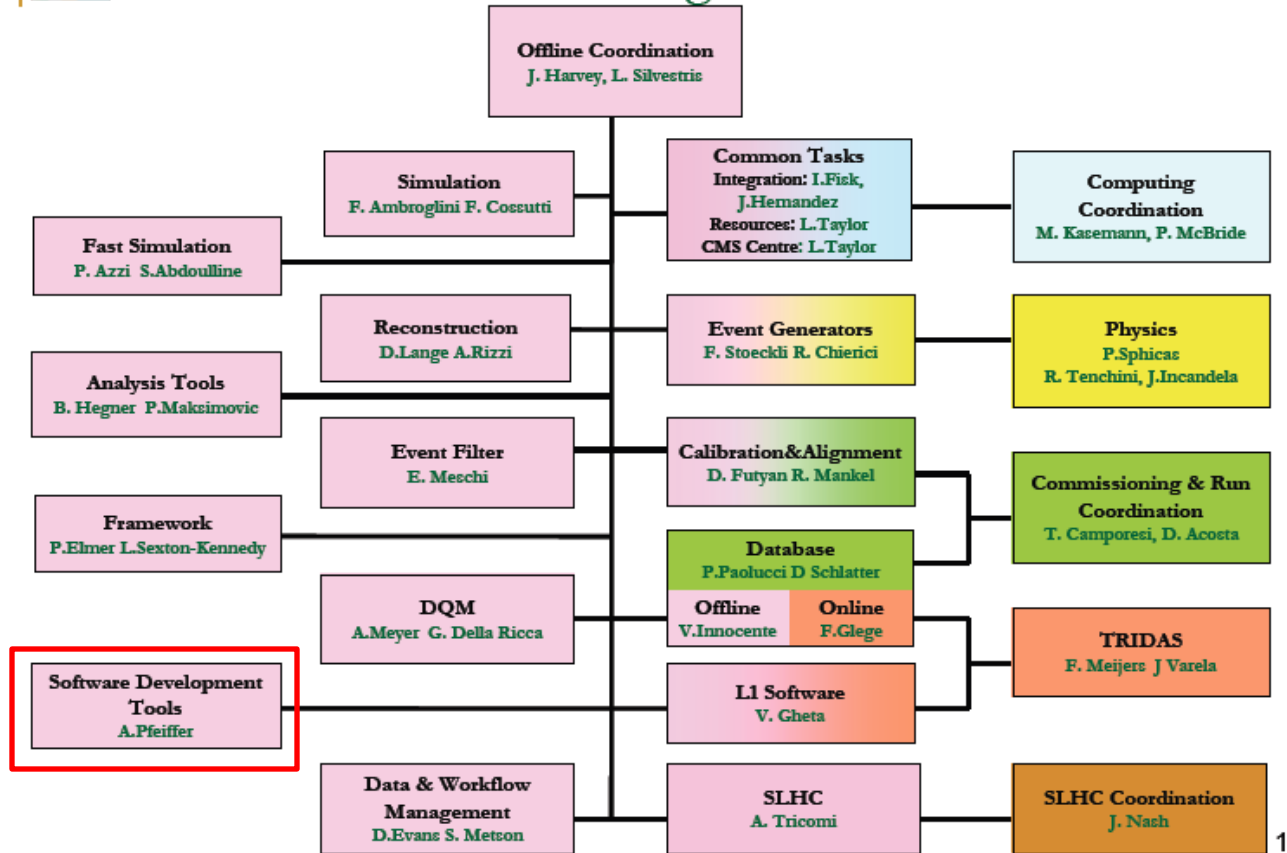 Offline Coordination
J. Harvey, L. Silvestris
Simulation
F. Ambroglini F. Cossutti
Common Tasks
Integration: I.Fisk,
J.Hernandez
Resources: L.Taylor
CMS Centre: L.Taylor
Computing
Coordination
M. Kasemann, P. McBride
Fast Simulation
P. Azzi S.Abdoulline
Reconstruction
D.Lange A.Rizzi
Event Generators
F. Stoeckli R. Chierici
Physics
P.Sphicas
R. Tenchini, J.Incandela
Analysis Tools
B. Hegner P.Maksimovic
Event Filter
E. Meschi
Calibration&Alignment
D. Futyan R. Mankel
Commissioning & Run
Coordination
T. Camporesi, D. Acosta
Framework
P.Elmer L.Sexton-Kennedy
Database
P.Paolucci D Schlatter
Offline
V.Innocente
Online
F.Glege
DQM
A.Meyer G. Della Ricca
TRIDAS
F. Meijers J Varela
Software Development
Tools
A.Pfeiffer
L1 Software
V. Gheta
Data & Workflow
Management
D.Evans S. Metson
SLHC
A. Tricomi
SLHC Coordination
J. Nash
1